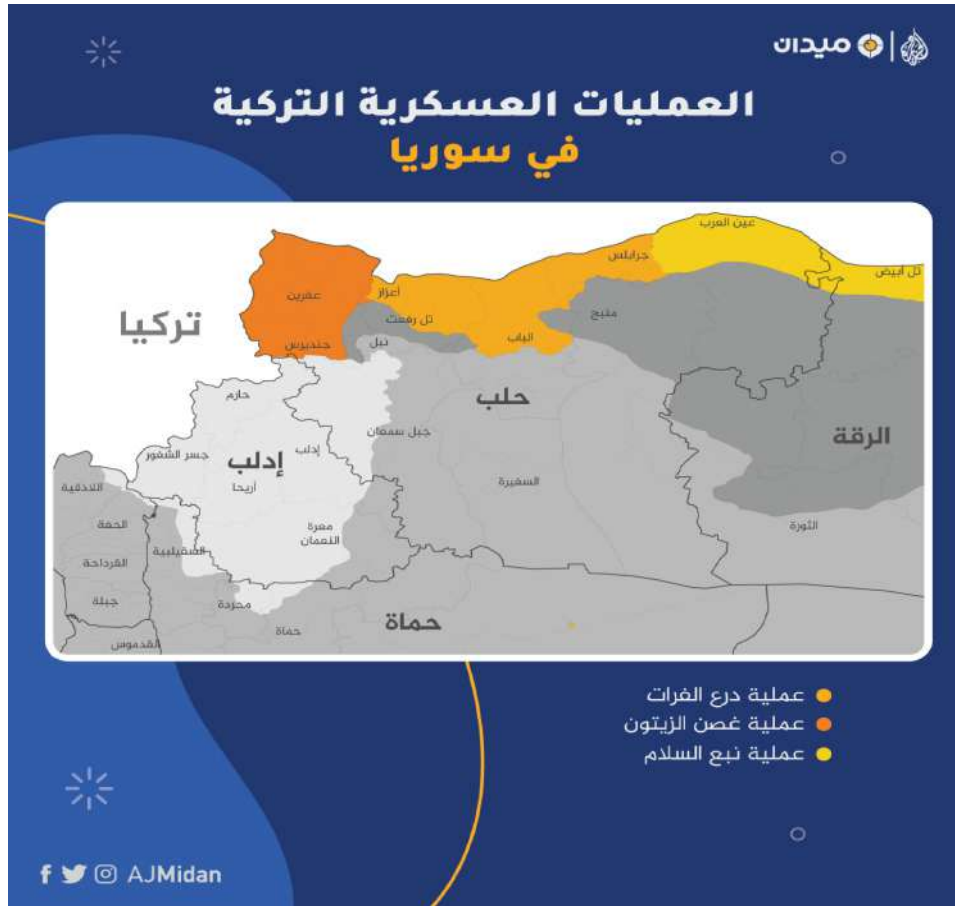 ميدان
العمليات العسكرية التركية
في سوريا
عين العرب
جرابلس
تل أبيض
عفرين
أعزاز
تركيا
تل رفعت
منبج
الباب
جنديرس
نبل
حارم
حلب
جبل سمعان
الرقة
جسر الشغور
إدلب
إدلب
أريحا
السفيرة
اللاذقية
الحفة
معرة
النعمان
الثورة
السقيلبية
القرداحة
جبلة
محردة
حماة
حماة
القدموس
عملية درع الفرات
عملية غصن الزيتون
عملية نبع السلام
AJMidan